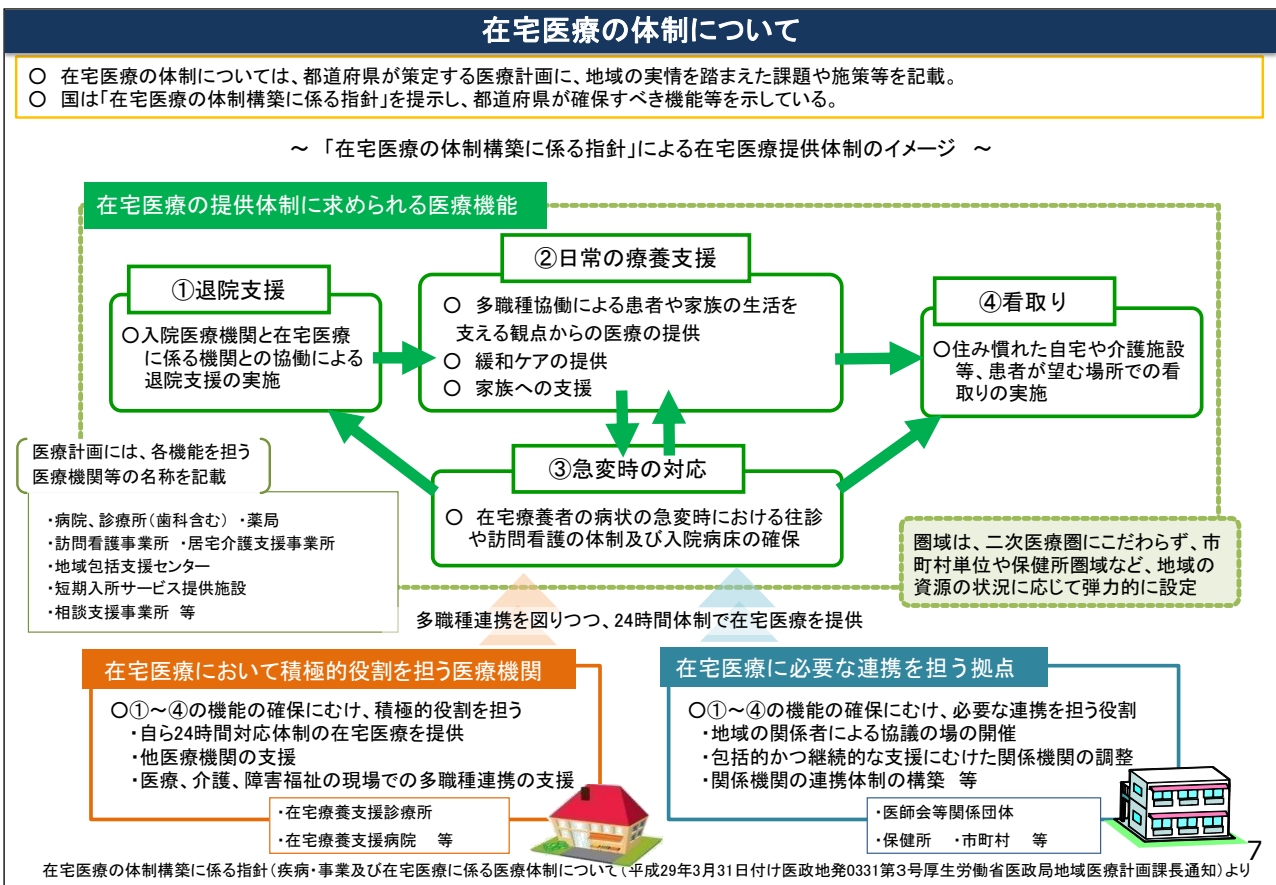 在宅医療の体制について
○ 在宅医療の体制については、都道府県が策定する医療計画に、地域の実情を踏まえた課題や施策等を記載。
○ 国は「在宅医療の体制構築に係る指針」を提示し、都道府県が確保すべき機能等を示している。
～ 「在宅医療の体制構築に係る指針」による在宅医療提供体制のイメージ ～
在宅医療の提供体制に求められる医療機能
①退院支援
○入院医療機関と在宅医療
に係る機関との協働による
退院支援の実施
②日常の療養支援
○ 多職種協働による患者や家族の生活を
支える観点からの医療の提供
○ 緩和ケアの提供
○ 家族への支援
④看取り
○住み慣れた自宅や介護施設
等、患者が望む場所での看
取りの実施
③急変時の対応
○ 在宅療養者の病状の急変時における往診
や訪問看護の体制及び入院病床の確保
医療計画には、各機能を担う
医療機関等の名称を記載
・病院、診療所(歯科含む) ・薬局
・訪問看護事業所 ・居宅介護支援事業所
・地域包括支援センター
・短期入所サービス提供施設
・相談支援事業所 等
圏域は、二次医療圏にこだわらず、市
町村単位や保健所圏域など、地域の
資源の状況に応じて弾力的に設定
多職種連携を図りつつ、24時間体制で在宅医療を提供
在宅医療において積極的役割を担う医療機関
○①～④の機能の確保にむけ、積極的役割を担う
・自ら24時間対応体制の在宅医療を提供
・他医療機関の支援
・医療、介護、障害福祉の現場での多職種連携の支援
・在宅療養支援診療所
・在宅療養支援病院 等
在宅医療に必要な連携を担う拠点
○①～④の機能の確保にむけ、必要な連携を担う役割
・地域の関係者による協議の場の開催
・包括的かつ継続的な支援にむけた関係機関の調整
・関係機関の連携体制の構築 等
・医師会等関係団体
・保健所 ・市町村 等
7
在宅医療の体制構築に係る指針(疾病・事業及び在宅医療に係る医療体制について(平成29年3月31日付け医政地発0331第3号厚生労働省医政局地域医療計画課長通知)より